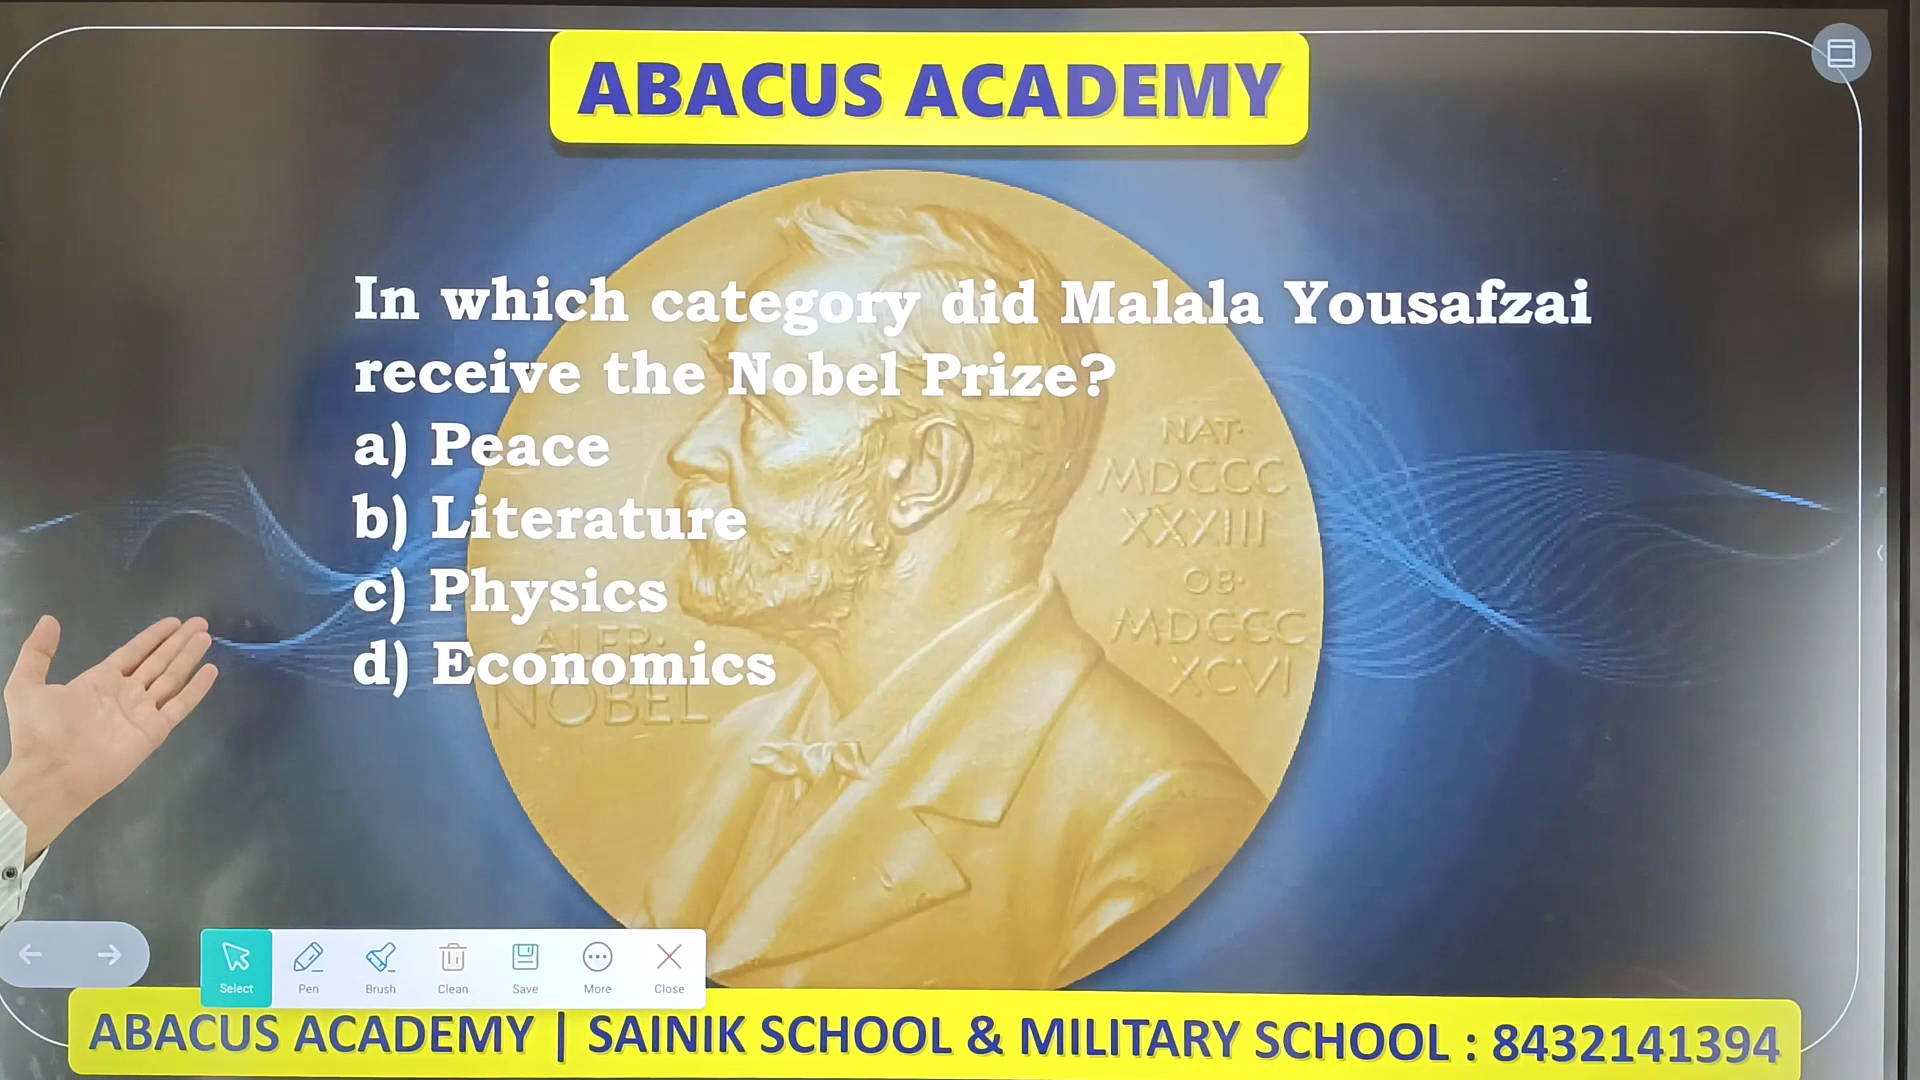 ABACUS ACADEMY
In which category did Malala Yousafzai
receive the Nobel Prize?
a) Peace
b) Literature
c) Physics
d) Economics
NAT·
MDCCC
XXXIII
OB·
MDCCC
XCVI
ALFR·
NOBEL
Select Pen Brush Clean Save More Close
ABACUS ACADEMY | SAINIK SCHOOL & MILITARY SCHOOL : 8432141394